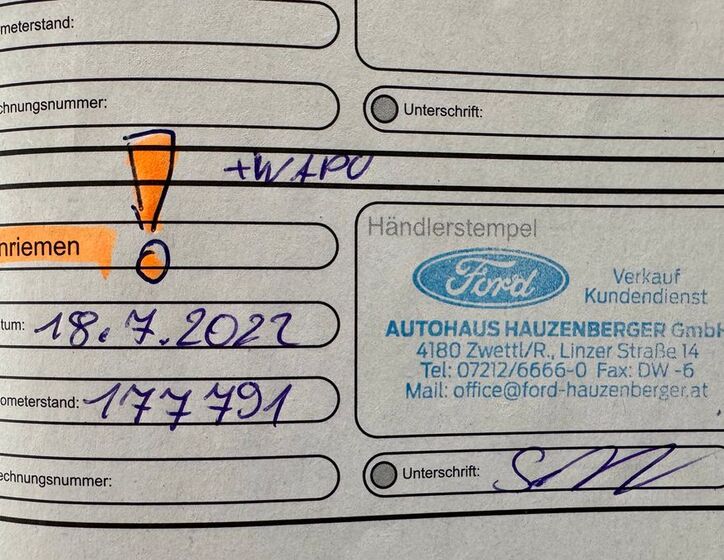 ometerstand:
chnungsnummer:
Unterschrift:
+WAPU
nriemen
!
Händlerstempel
Ford
Verkauf
Kundendienst
AUTOHAUS HAUZENBERGER GmbH
4180 Zwettl/R., Linzer Straße 14
Tel: 07212/6666-0 Fax: DW -6
Mail: office@ford-hauzenberger.at
tum: 18.7.2022
ometerstand: 177791
echnungsnummer:
Unterschrift: